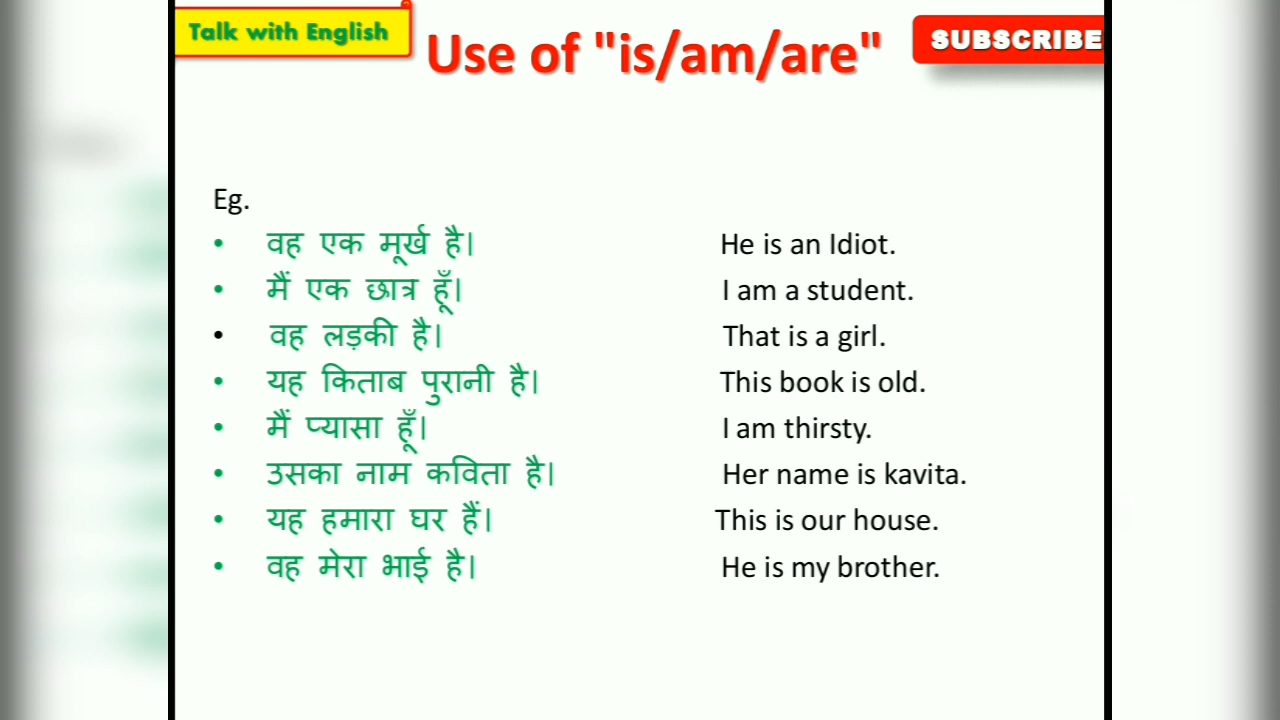 Talk with English
Use of "is/am/are"
SUBSCRIBE
Eg.
• वह एक मूर्ख है। He is an Idiot.
• मैं एक छात्र हूँ। I am a student.
• वह लड़की है। That is a girl.
• यह किताब पुरानी है। This book is old.
• मैं प्यासा हूँ। I am thirsty.
• उसका नाम कविता है। Her name is kavita.
• यह हमारा घर हैं। This is our house.
• वह मेरा भाई है। He is my brother.